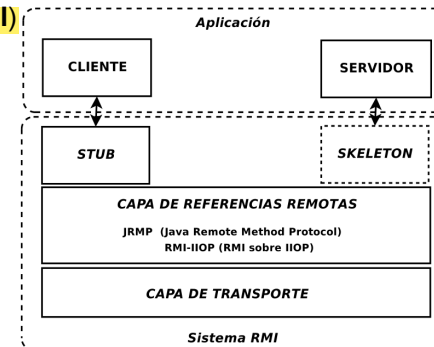 I)
Aplicación
CLIENTE
SERVIDOR
STUB
SKELETON
CAPA DE REFERENCIAS REMOTAS
JRMP (Java Remote Method Protocol)
RMI-IIOP (RMI sobre IIOP)
CAPA DE TRANSPORTE
Sistema RMI